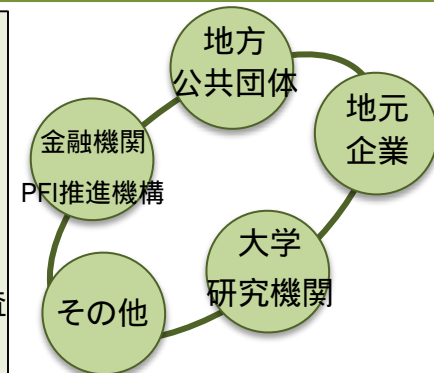 地方
公共団体
地元
企業
金融機関
PFI推進機構
大学
研究機関
その他
査